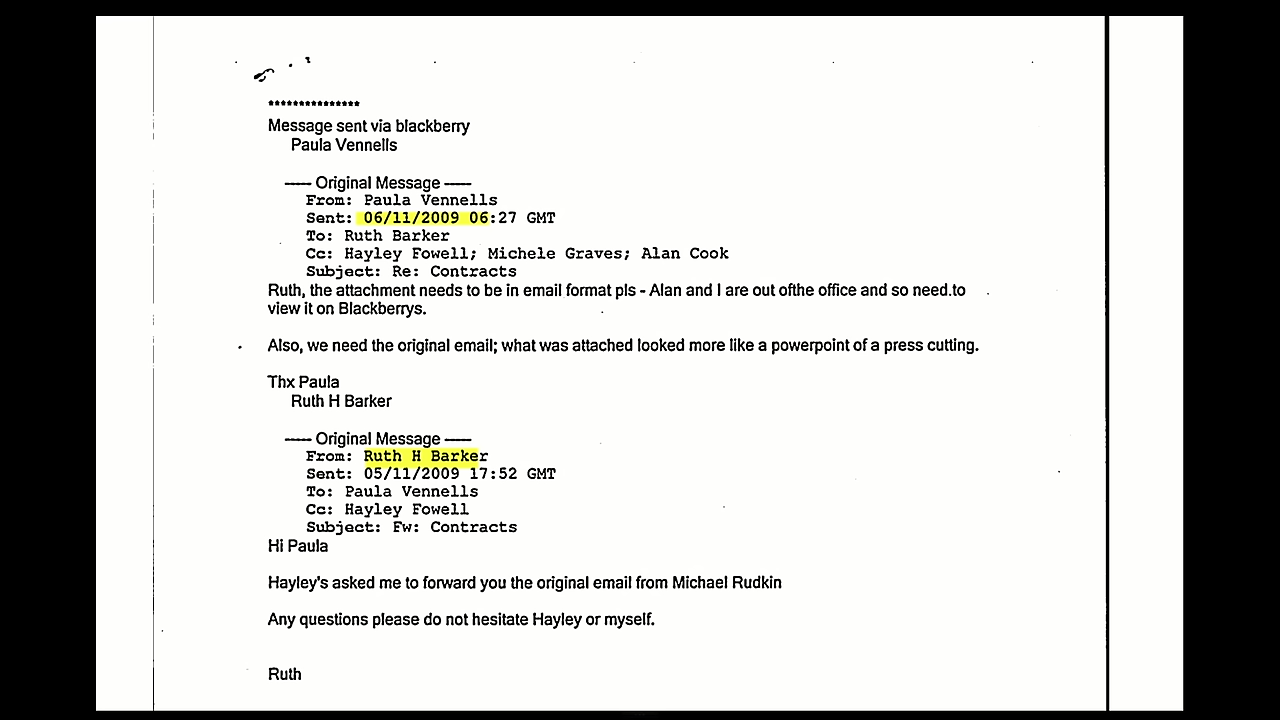 ***************
Message sent via blackberry
Paula Vennells
---- Original Message ----
From: Paula Vennells
Sent: 06/11/2009 06:27 GMT
To: Ruth Barker
Cc: Hayley Fowell; Michele Graves; Alan Cook
Subject: Re: Contracts
Ruth, the attachment needs to be in email format pls - Alan and I are out ofthe office and so need.to
view it on Blackberrys.
Also, we need the original email; what was attached looked more like a powerpoint of a press cutting.
Thx Paula
Ruth H Barker
---- Original Message ----
From: Ruth H Barker
Sent: 05/11/2009 17:52 GMT
To: Paula Vennells
Cc: Hayley Fowell
Subject: Fw: Contracts
Hi Paula
Hayley's asked me to forward you the original email from Michael Rudkin
Any questions please do not hesitate Hayley or myself.
Ruth